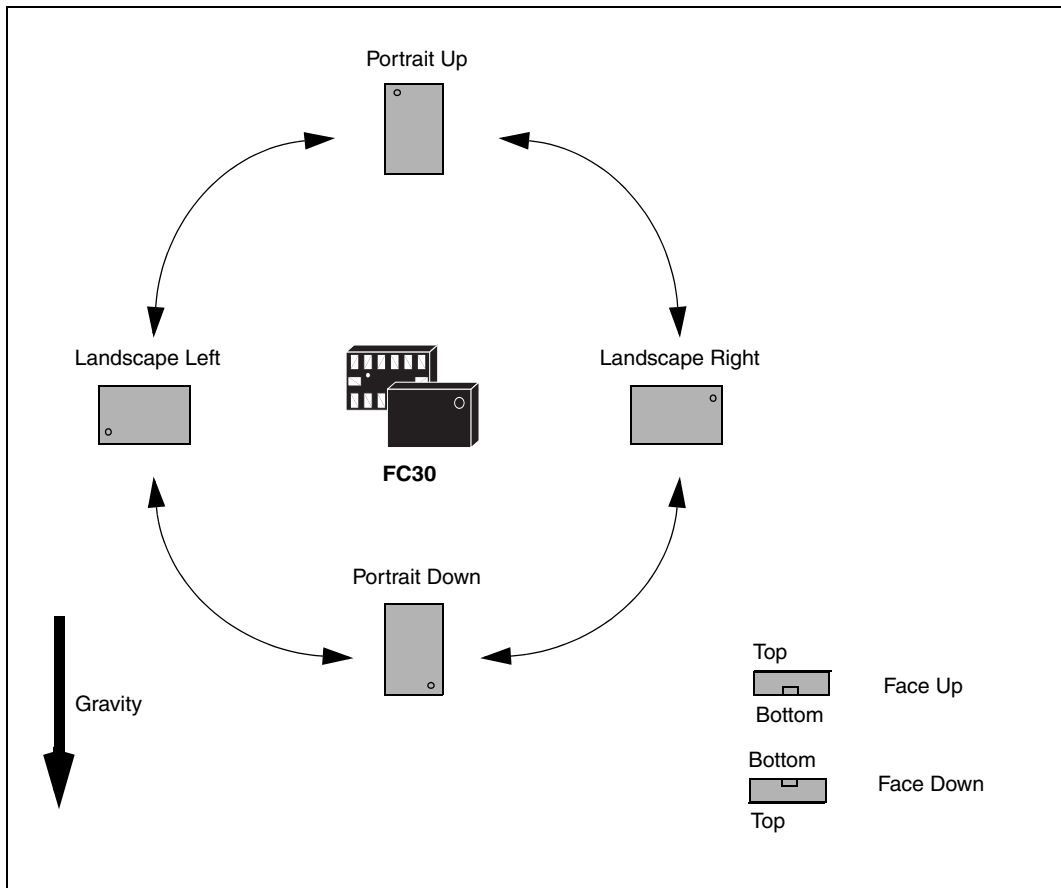 Portrait Up
Landscape Left
Landscape Right
FC30
Portrait Down
Gravity
Top
Face Up
Bottom
Bottom
Face Down
Top